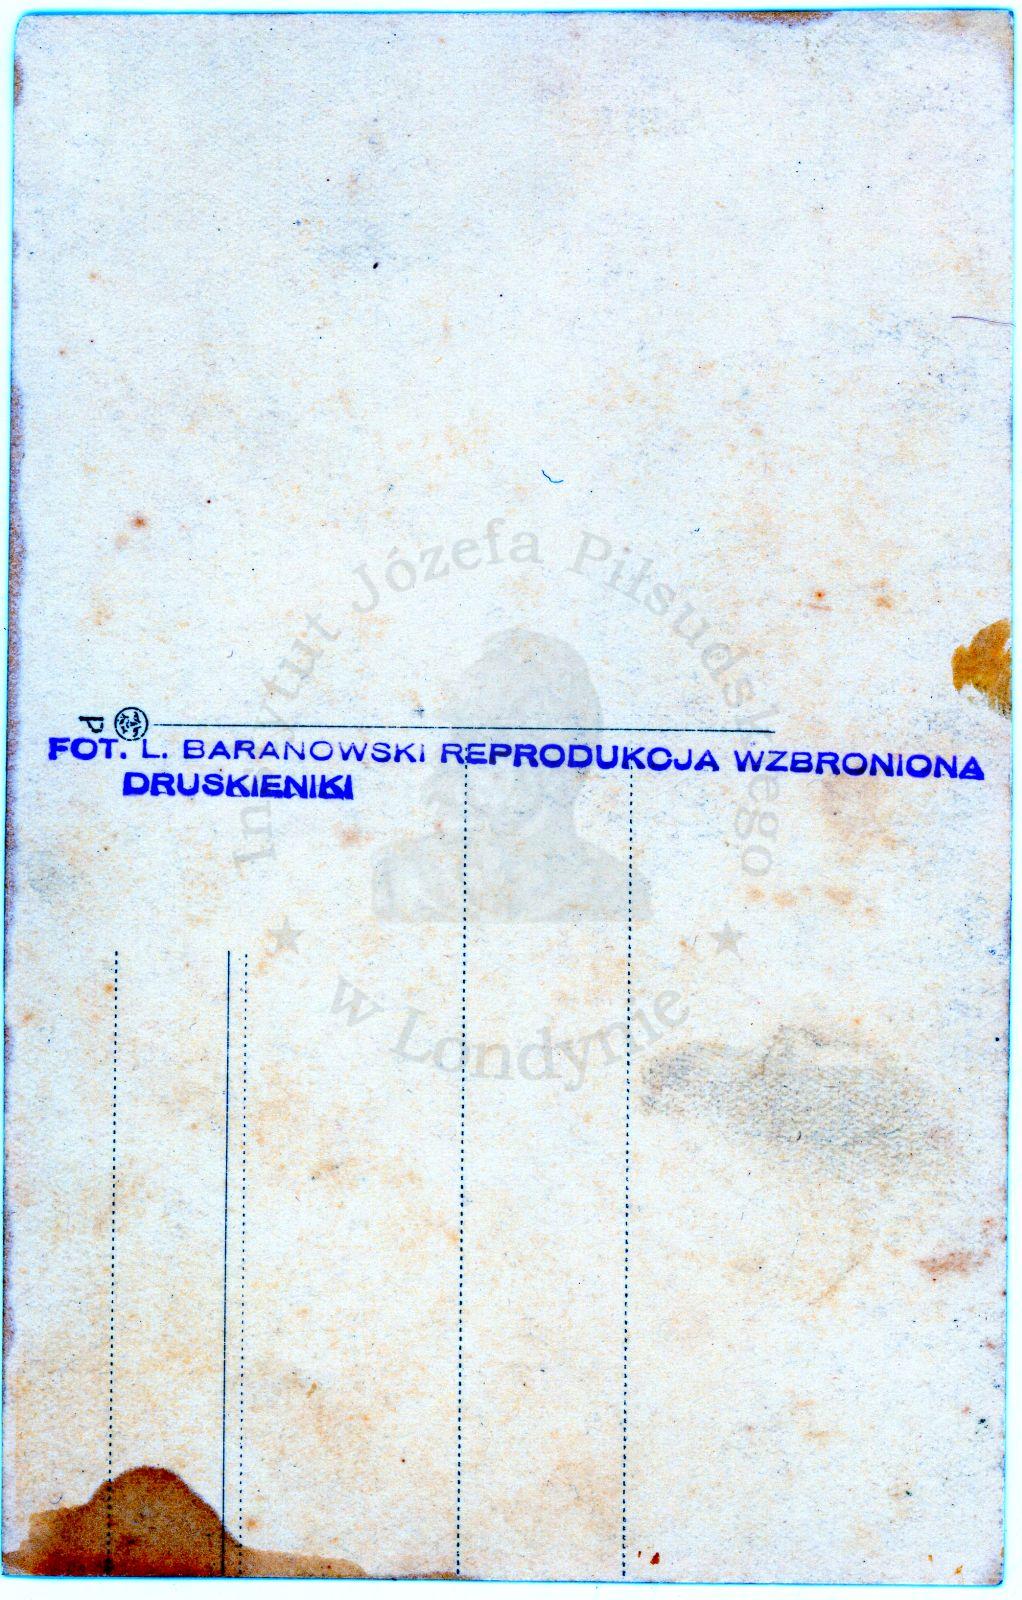 P
FOT. L. BARANOWSKI REPRODUKCJA WZBRONIONA
DRUSKIENIKI
Instytut Józefa Piłsudskiego
w Londynie